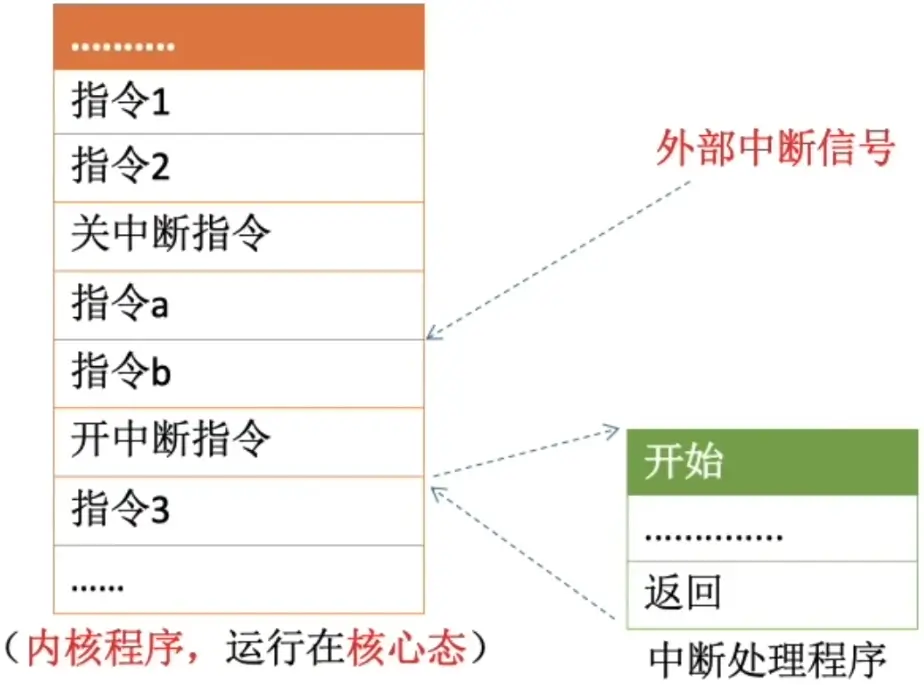 ..........
指令1
指令2
关中断指令
指令a
指令b
开中断指令
指令3
......
（内核程序，运行在核心态）
外部中断信号
开始
..............
返回
中断处理程序